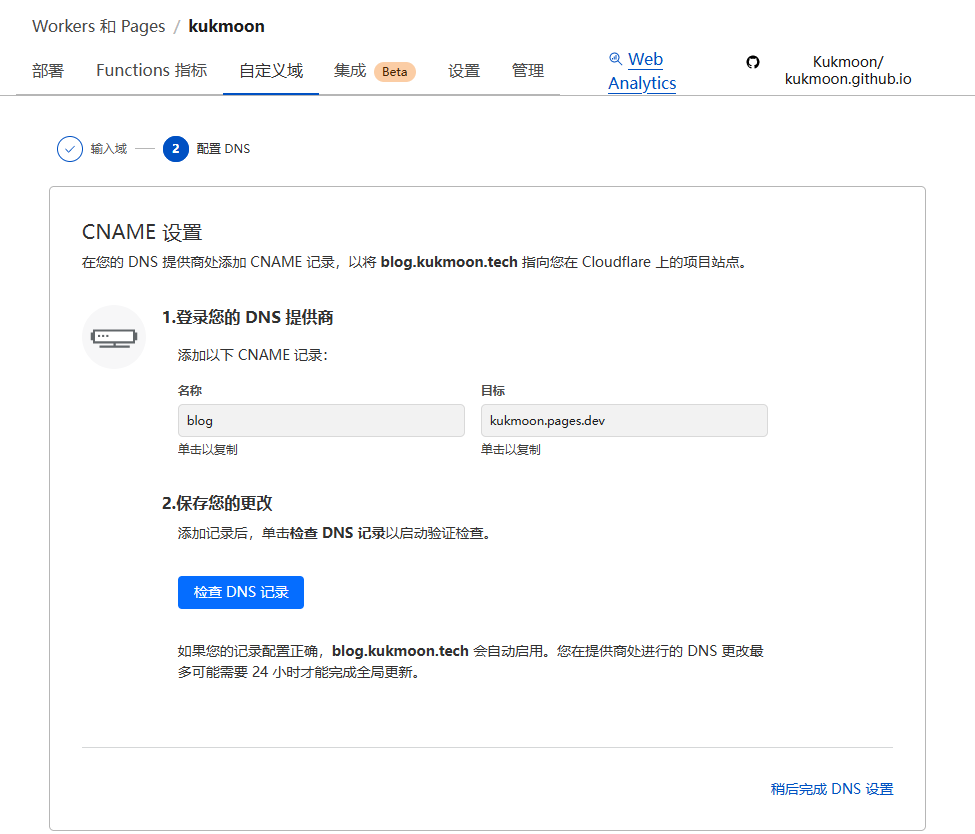 Workers 和 Pages / kukmoon
部署 Functions 指标 自定义域 集成 Beta 设置 管理 Web Analytics Kukmoon/kukmoon.github.io
输入域 2 配置 DNS
CNAME 设置
在您的 DNS 提供商处添加 CNAME 记录，以将 blog.kukmoon.tech 指向您在 Cloudflare 上的项目站点。
1.登录您的 DNS 提供商
添加以下 CNAME 记录：
名称 目标
blog kukmoon.pages.dev
单击以复制 单击以复制
2.保存您的更改
添加记录后，单击检查 DNS 记录以启动验证检查。
检查 DNS 记录
如果您的记录配置正确，blog.kukmoon.tech 会自动启用。您在提供商处进行的 DNS 更改最
多可能需要 24 小时才能完成全局更新。
稍后完成 DNS 设置